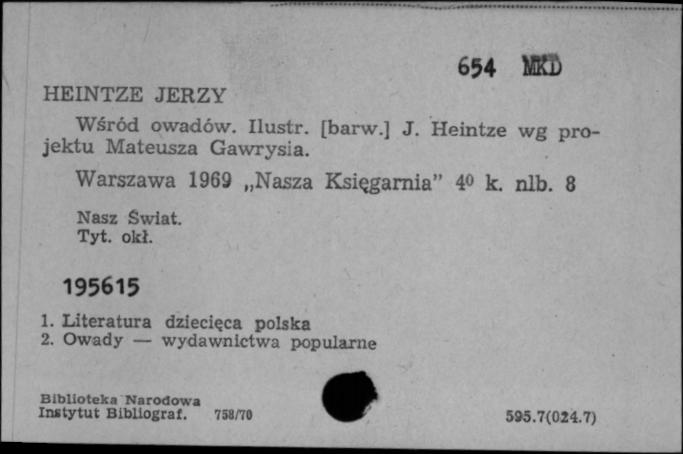 654 MKD
HEINTZE JERZY
Wśród owadów. Ilustr. [barw.] J. Heintze wg pro-
jektu Mateusza Gawrysia.
Warszawa 1969 „Nasza Księgarnia” 4⁰ k. nlb. 8
Nasz Świat.
Tyt. okł.
195615
1. Literatura dziecięca polska
2. Owady — wydawnictwa popularne
Biblioteka Narodowa
Instytut Bibliograf. 758/70
595.7(024.7)